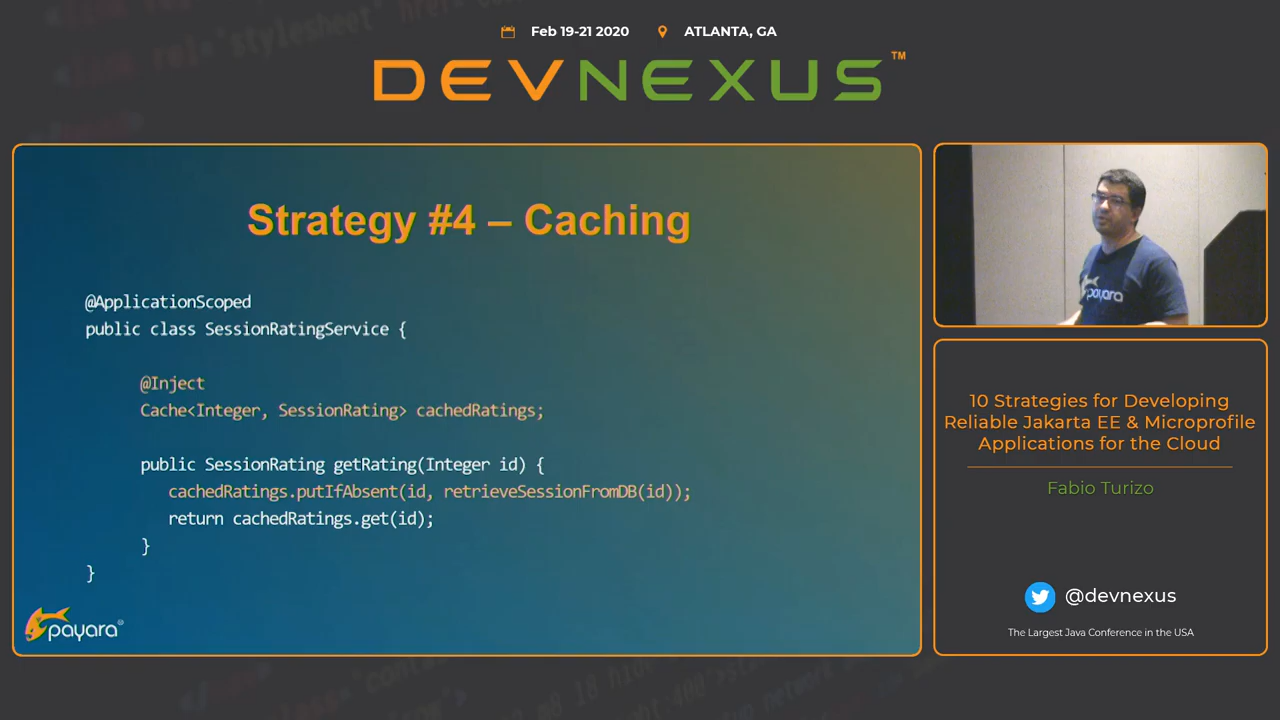 Feb 19-21 2020 ATLANTA, GA
DEVNEXUS™
Strategy #4 – Caching
@ApplicationScoped
public class SessionRatingService {
@Inject
Cache<Integer, SessionRating> cachedRatings;
public SessionRating getRating(Integer id) {
cachedRatings.putIfAbsent(id, retrieveSessionFromDB(id));
return cachedRatings.get(id);
}
}
payara®
payara
10 Strategies for Developing
Reliable Jakarta EE & Microprofile
Applications for the Cloud
Fabio Turizo
@devnexus
The Largest Java Conference in the USA